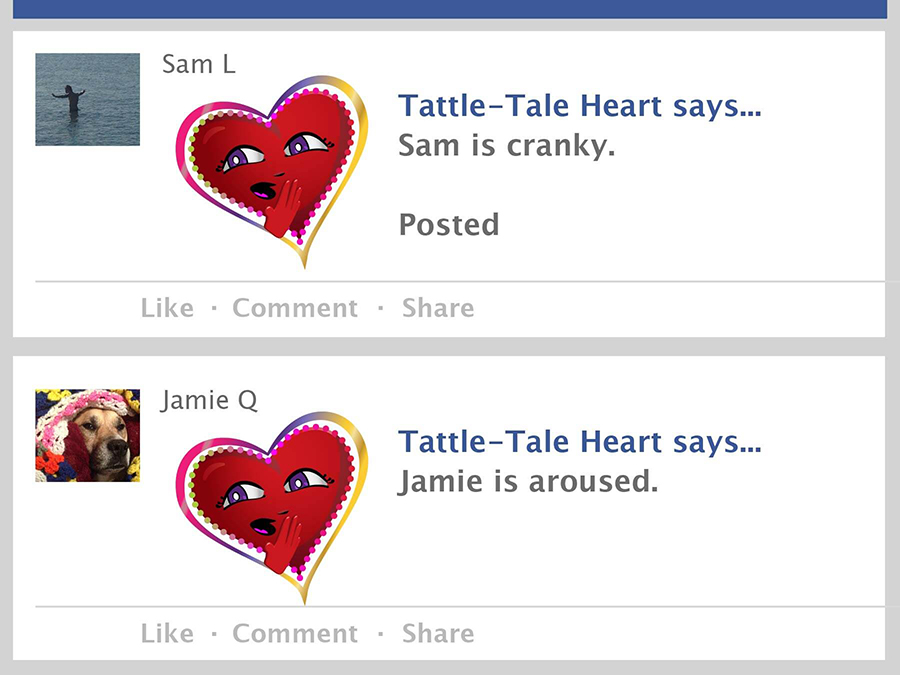 Sam L
Tattle-Tale Heart says...
Sam is cranky.
Posted
Like · Comment · Share
Jamie Q
Tattle-Tale Heart says...
Jamie is aroused.
Like · Comment · Share